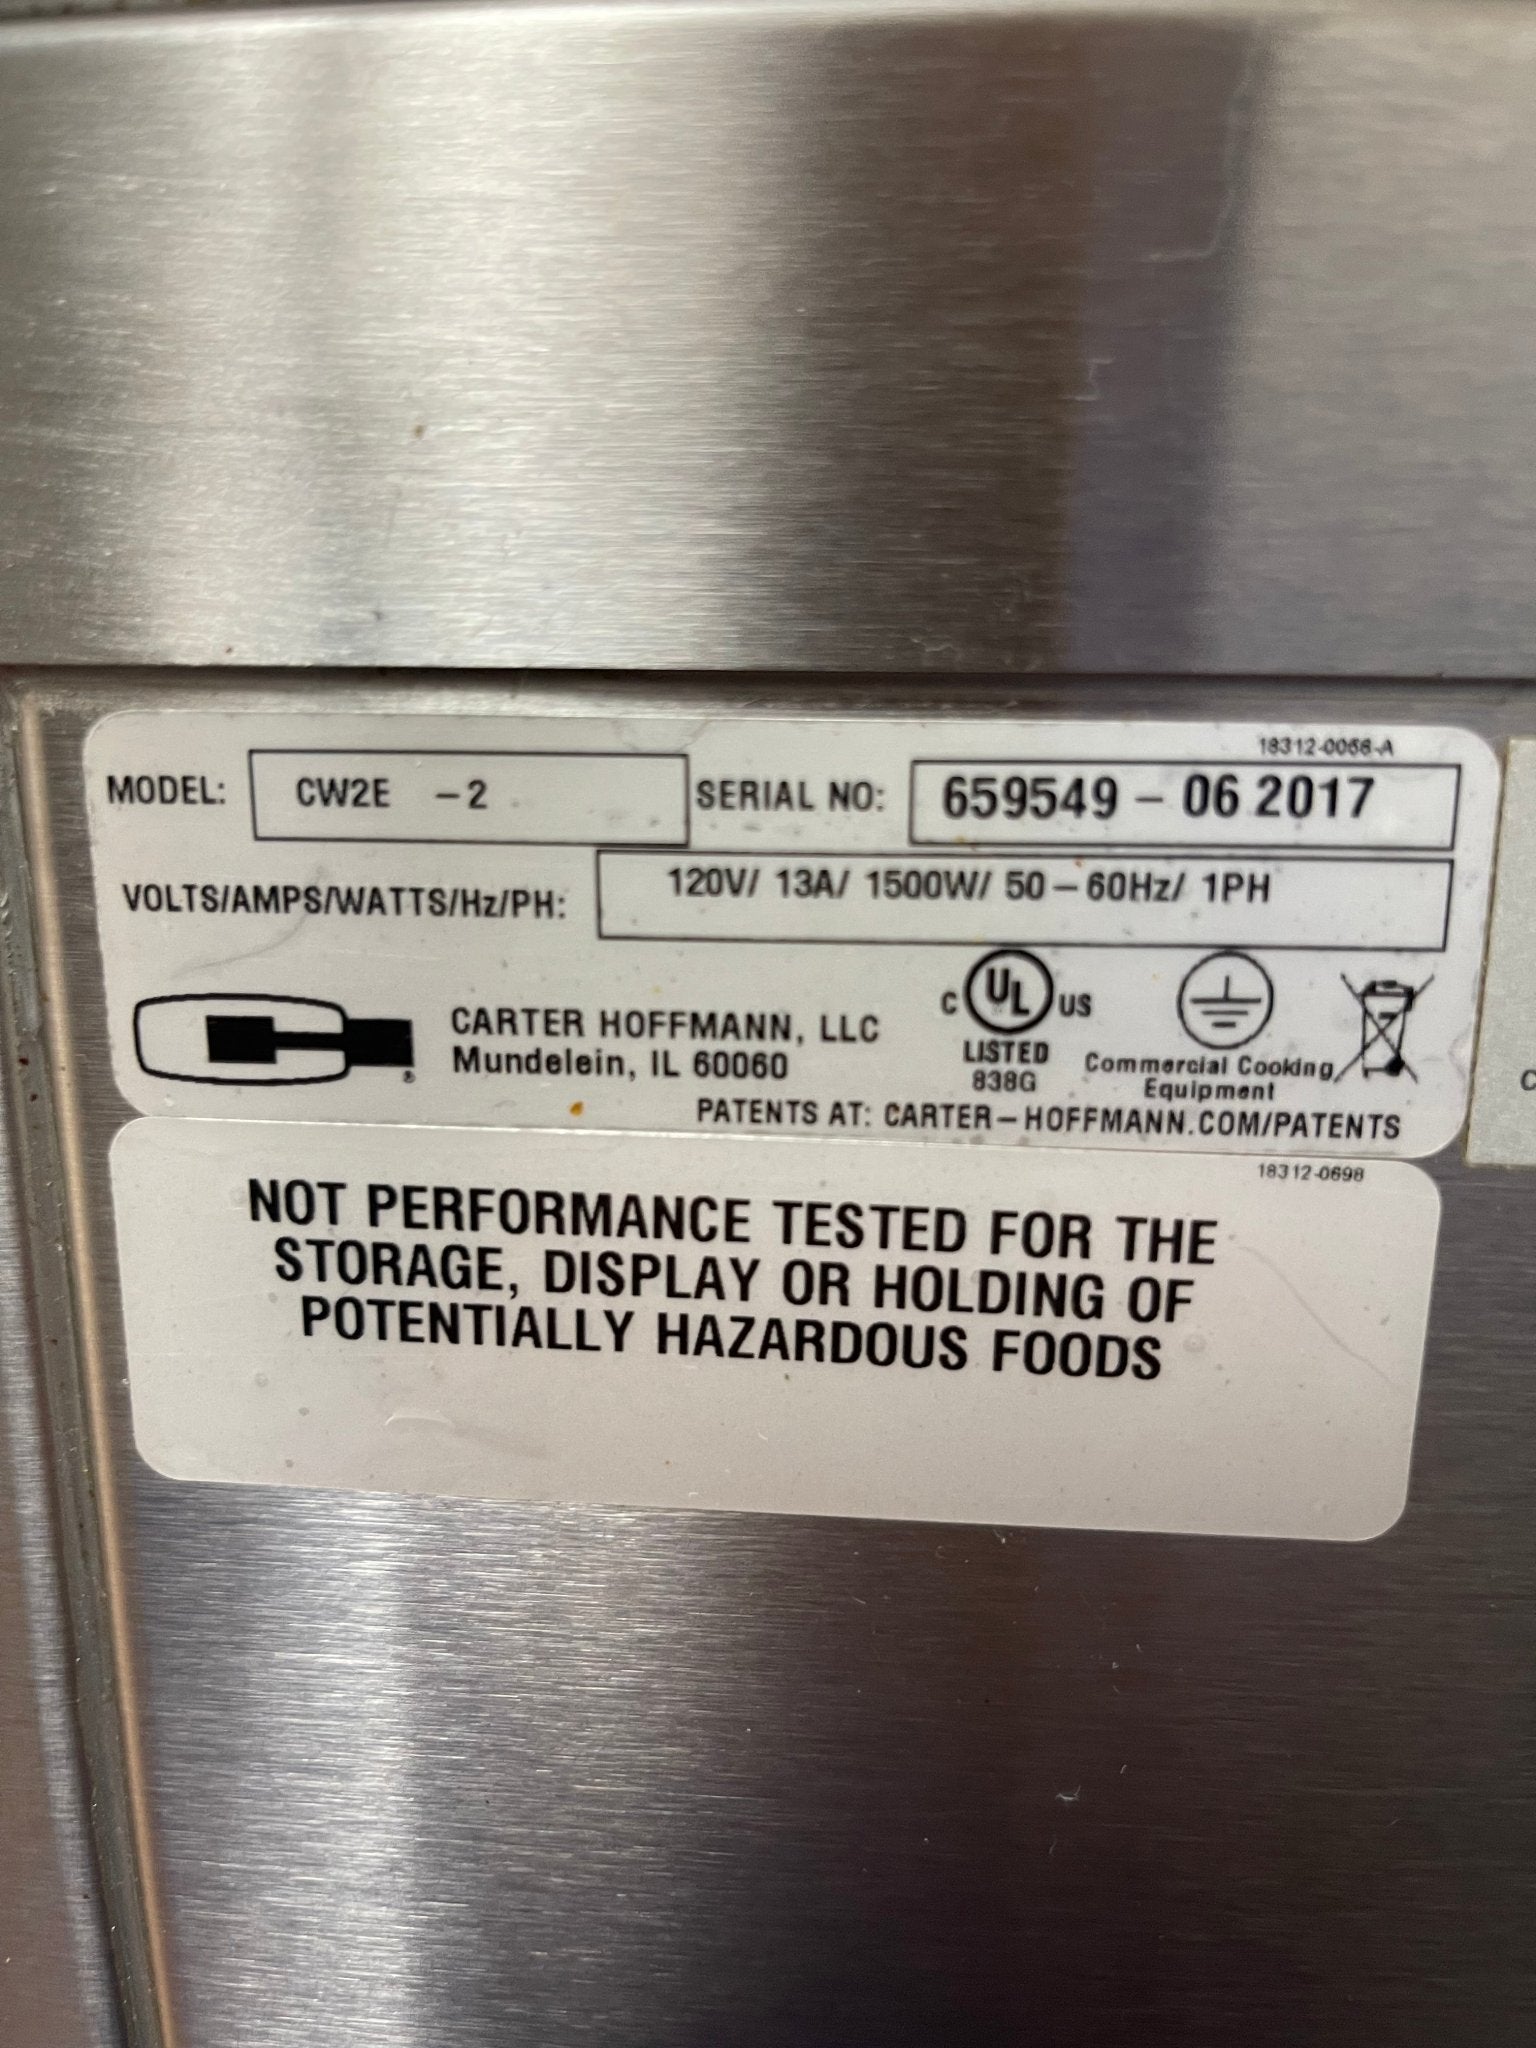 18312-0056-A
MODEL: CW2E -2 SERIAL NO: 659549 - 06 2017
VOLTS/AMPS/WATTS/Hz/PH: 120V/ 13A/ 1500W/ 50-60Hz/ 1PH
CARTER HOFFMANN, LLC
Mundelein, IL 60060
C UL US
LISTED
838G
Commercial Cooking
Equipment
PATENTS AT: CARTER-HOFFMANN.COM/PATENTS
18312-0698
NOT PERFORMANCE TESTED FOR THE
STORAGE, DISPLAY OR HOLDING OF
POTENTIALLY HAZARDOUS FOODS